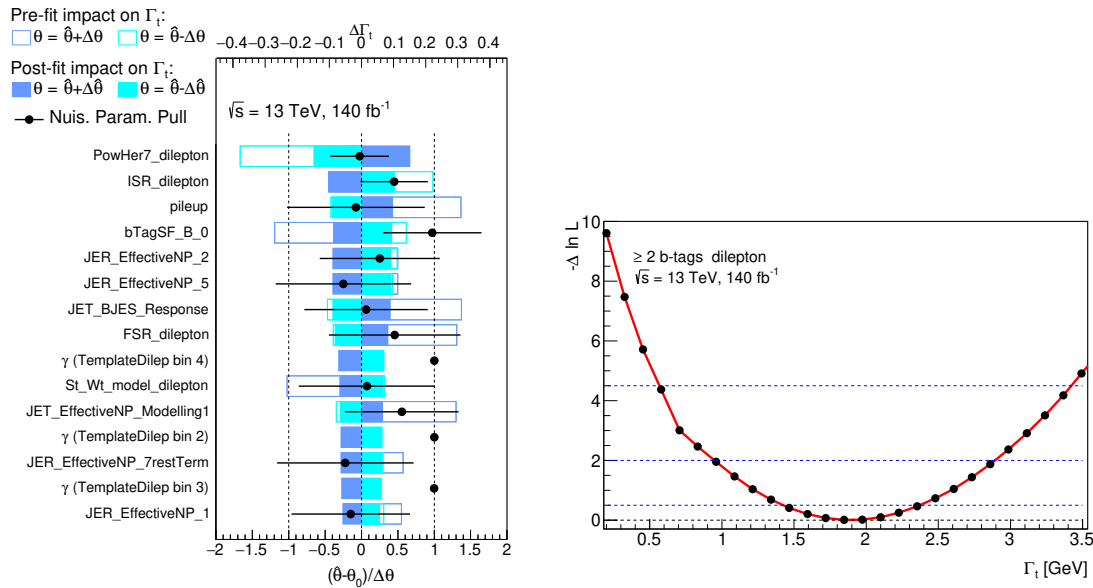 Pre-fit impact on Γt:
θ = θ̂+Δθ θ = θ̂-Δθ
Post-fit impact on Γt:
θ = θ̂+Δθ̂ θ = θ̂-Δθ̂
Nuis. Param. Pull
ΔΓt
−0.4 −0.3 −0.2 −0.1 0 0.1 0.2 0.3 0.4
√s = 13 TeV, 140 fb-1
PowHer7_dilepton
ISR_dilepton
pileup
bTagSF_B_0
JER_EffectiveNP_2
JER_EffectiveNP_5
JET_BJES_Response
FSR_dilepton
γ (TemplateDilep bin 4)
St_Wt_model_dilepton
JET_EffectiveNP_Modelling1
γ (TemplateDilep bin 2)
JER_EffectiveNP_7restTerm
γ (TemplateDilep bin 3)
JER_EffectiveNP_1
−2 −1.5 −1 −0.5 0 0.5 1 1.5 2
(θ̂-θ0)/Δθ
-Δ ln L
10
8
6
4
2
0
≥ 2 b-tags dilepton
√s = 13 TeV, 140 fb-1
0.5 1 1.5 2 2.5 3 3.5
Γt [GeV]